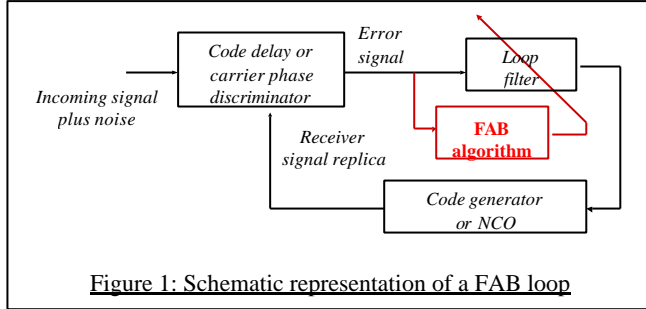 Code delay or
carrier phase
discriminator
Error
signal
Loop
filter
Incoming signal
plus noise
FAB
algorithm
Receiver
signal replica
Code generator
or NCO
Figure 1: Schematic representation of a FAB loop